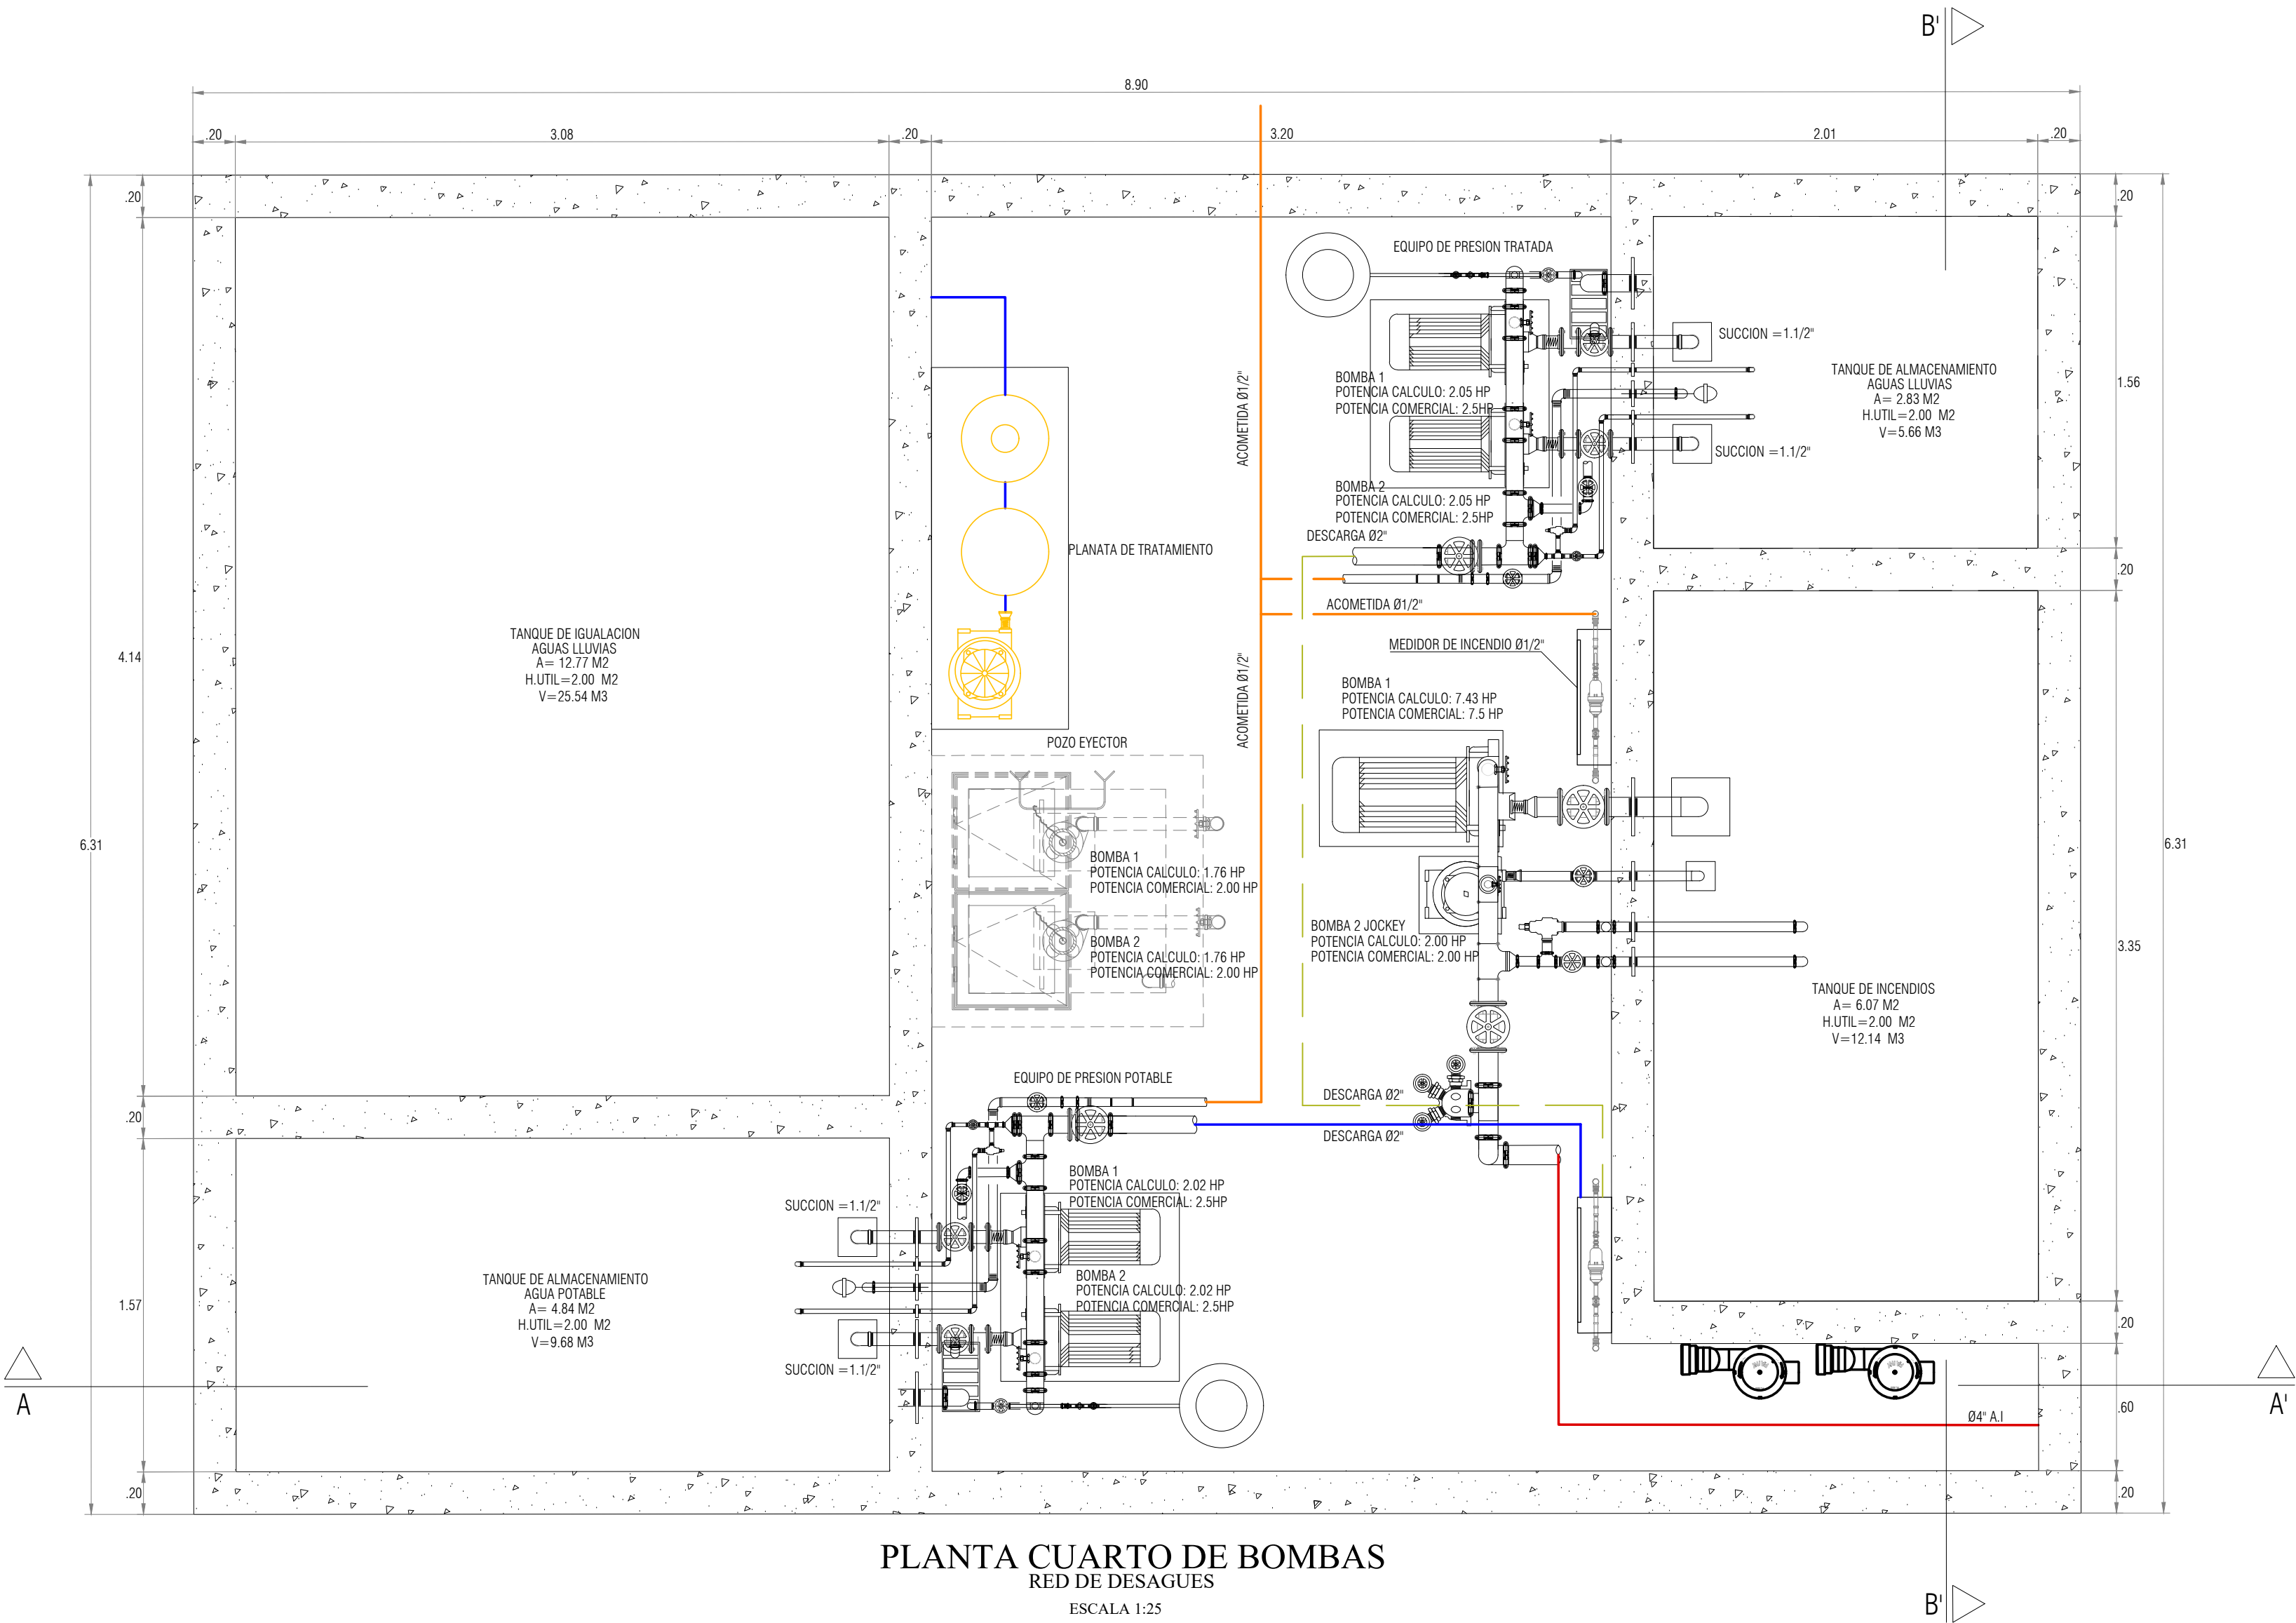 B'
8.90
.20
3.08
.20
3.20
2.01
.20
.20
.20
EQUIPO DE PRESION TRATADA
SUCCION =1.1/2"
TANQUE DE ALMACENAMIENTO
AGUAS LLUVIAS
A= 2.83 M2
H.UTIL=2.00 M2
V=5.66 M3
1.56
BOMBA 1
POTENCIA CALCULO: 2.05 HP
POTENCIA COMERCIAL: 2.5HP
ACOMETIDA Ø1/2"
SUCCION =1.1/2"
BOMBA 2
POTENCIA CALCULO: 2.05 HP
POTENCIA COMERCIAL: 2.5HP
DESCARGA Ø2"
PLANATA DE TRATAMIENTO
.20
ACOMETIDA Ø1/2"
TANQUE DE IGUALACION
AGUAS LLUVIAS
A= 12.77 M2
H.UTIL=2.00 M2
V=25.54 M3
4.14
MEDIDOR DE INCENDIO Ø1/2"
ACOMETIDA Ø1/2"
BOMBA 1
POTENCIA CALCULO: 7.43 HP
POTENCIA COMERCIAL: 7.5 HP
POZO EYECTOR
6.31
6.31
BOMBA 1
POTENCIA CALCULO: 1.76 HP
POTENCIA COMERCIAL: 2.00 HP
BOMBA 2
POTENCIA CALCULO: 1.76 HP
POTENCIA COMERCIAL: 2.00 HP
BOMBA 2 JOCKEY
POTENCIA CALCULO: 2.00 HP
POTENCIA COMERCIAL: 2.00 HP
3.35
TANQUE DE INCENDIOS
A= 6.07 M2
H.UTIL=2.00 M2
V=12.14 M3
EQUIPO DE PRESION POTABLE
DESCARGA Ø2"
.20
DESCARGA Ø2"
BOMBA 1
POTENCIA CALCULO: 2.02 HP
POTENCIA COMERCIAL: 2.5HP
SUCCION =1.1/2"
TANQUE DE ALMACENAMIENTO
AGUA POTABLE
A= 4.84 M2
H.UTIL=2.00 M2
V=9.68 M3
1.57
BOMBA 2
POTENCIA CALCULO: 2.02 HP
POTENCIA COMERCIAL: 2.5HP
.20
SUCCION =1.1/2"
A
A'
.60
Ø4" A.I
.20
.20
PLANTA CUARTO DE BOMBAS
RED DE DESAGUES
ESCALA 1:25
B'